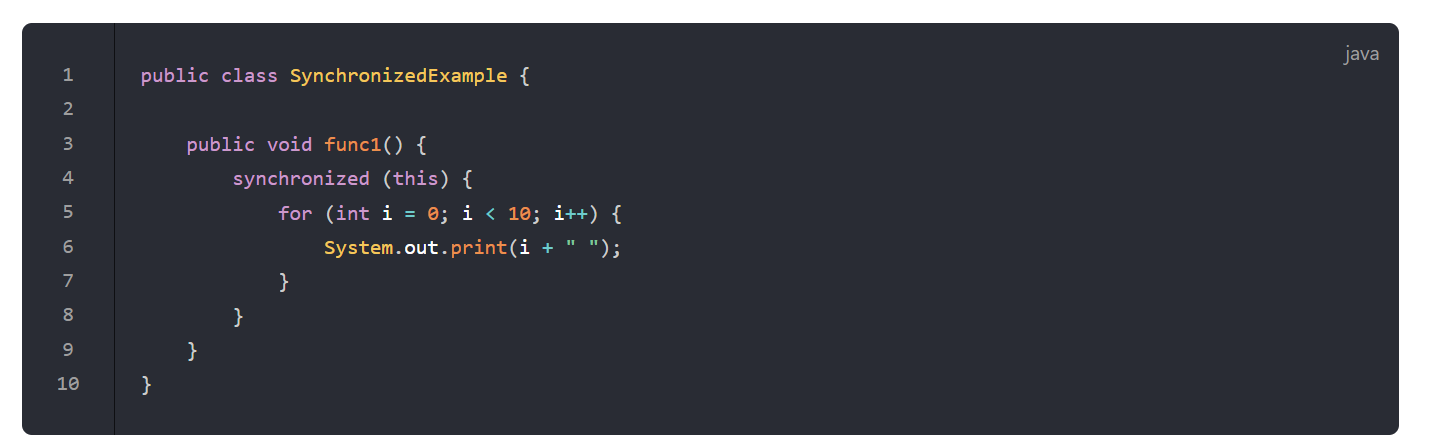 java
1 public class SynchronizedExample {
2
3     public void func1() {
4         synchronized (this) {
5             for (int i = 0; i < 10; i++) {
6                 System.out.print(i + " ");
7             }
8         }
9     }
10 }